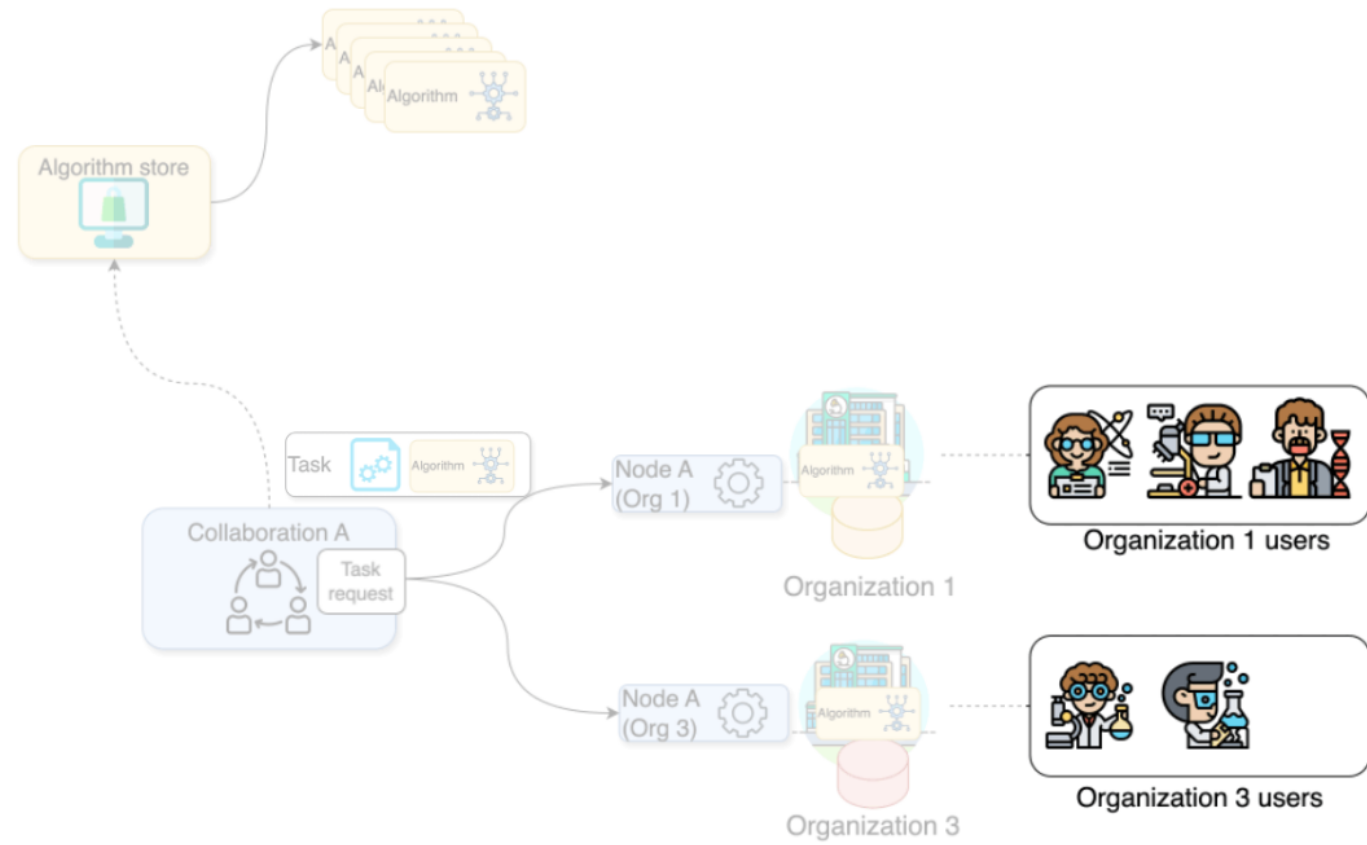 A
A
A
Al
Algorithm
Algorithm store
Task
Algorithm
Node A
(Org 1)
Algorithm
Organization 1 users
Collaboration A
Task
request
Organization 1
Node A
(Org 3)
Algorithm
Organization 3 users
Organization 3